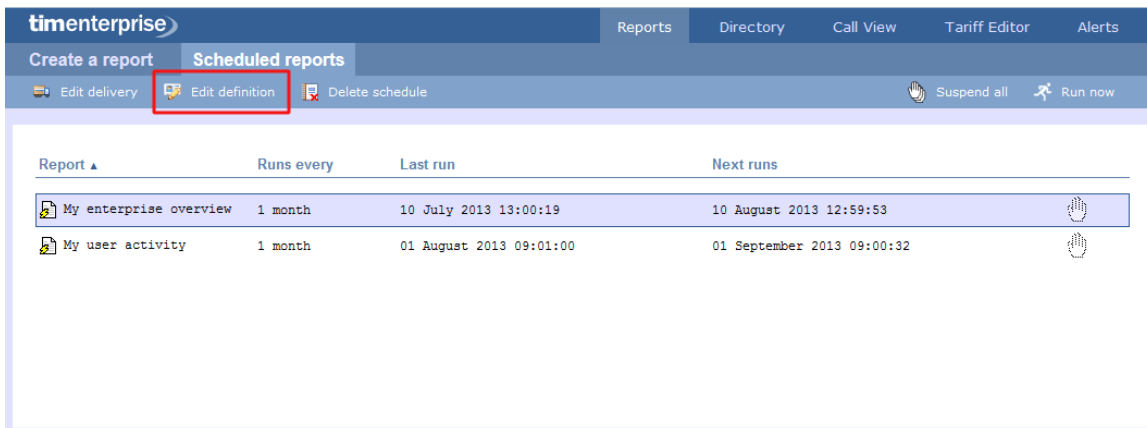 timenterprise Reports Directory Call View Tariff Editor Alerts
Create a report Scheduled reports
Edit delivery Edit definition Delete schedule Suspend all Run now
Report ▲ Runs every Last run Next runs
My enterprise overview 1 month 10 July 2013 13:00:19 10 August 2013 12:59:53
My user activity 1 month 01 August 2013 09:01:00 01 September 2013 09:00:32